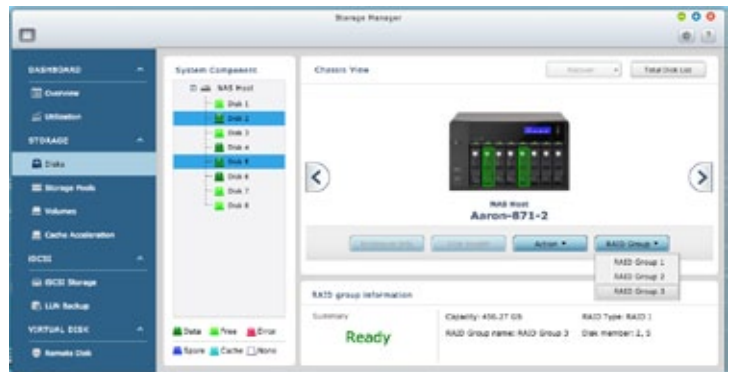 Storage Manager
DASHBOARD
Overview
Utilization
STORAGE
Disks
Storage Pools
Volumes
Cache Acceleration
iSCSI
iSCSI Storage
LUN Backup
VIRTUAL DISK
Remote Disk
System Component
NAS Host
Disk 1
Disk 2
Disk 3
Disk 4
Disk 5
Disk 6
Disk 7
Disk 8
Data Free Error
Spare Cache None
Chassis View
Recover
Total Disk List
NAS Host
Aaron-871-2
Action
RAID Group
RAID Group 1
RAID Group 2
RAID Group 3
RAID group information
Summary
Ready
Capacity: 456.27 GB
RAID Group name: RAID Group 3
RAID Type: RAID 1
Disk member: 2, 5